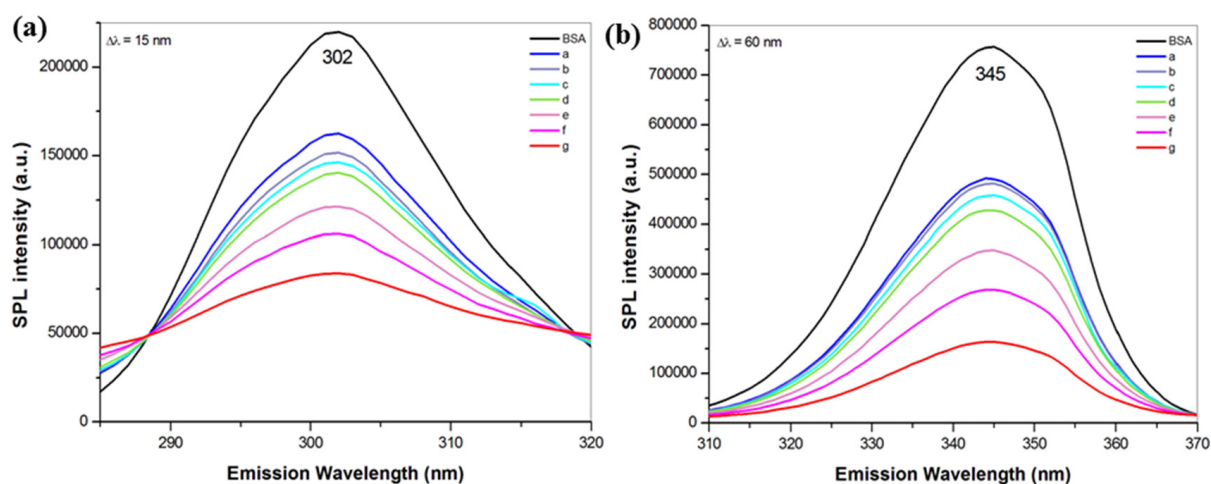 (a)
Δλ = 15 nm
302
BSA
a
b
c
d
e
f
g
200000
150000
100000
50000
0
SPL intensity (a.u.)
290
300
310
320
Emission Wavelength (nm)
(b)
Δλ = 60 nm
345
BSA
a
b
c
d
e
f
g
800000
700000
600000
500000
400000
300000
200000
100000
0
SPL intensity (a.u.)
310
320
330
340
350
360
370
Emission Wavelength (nm)